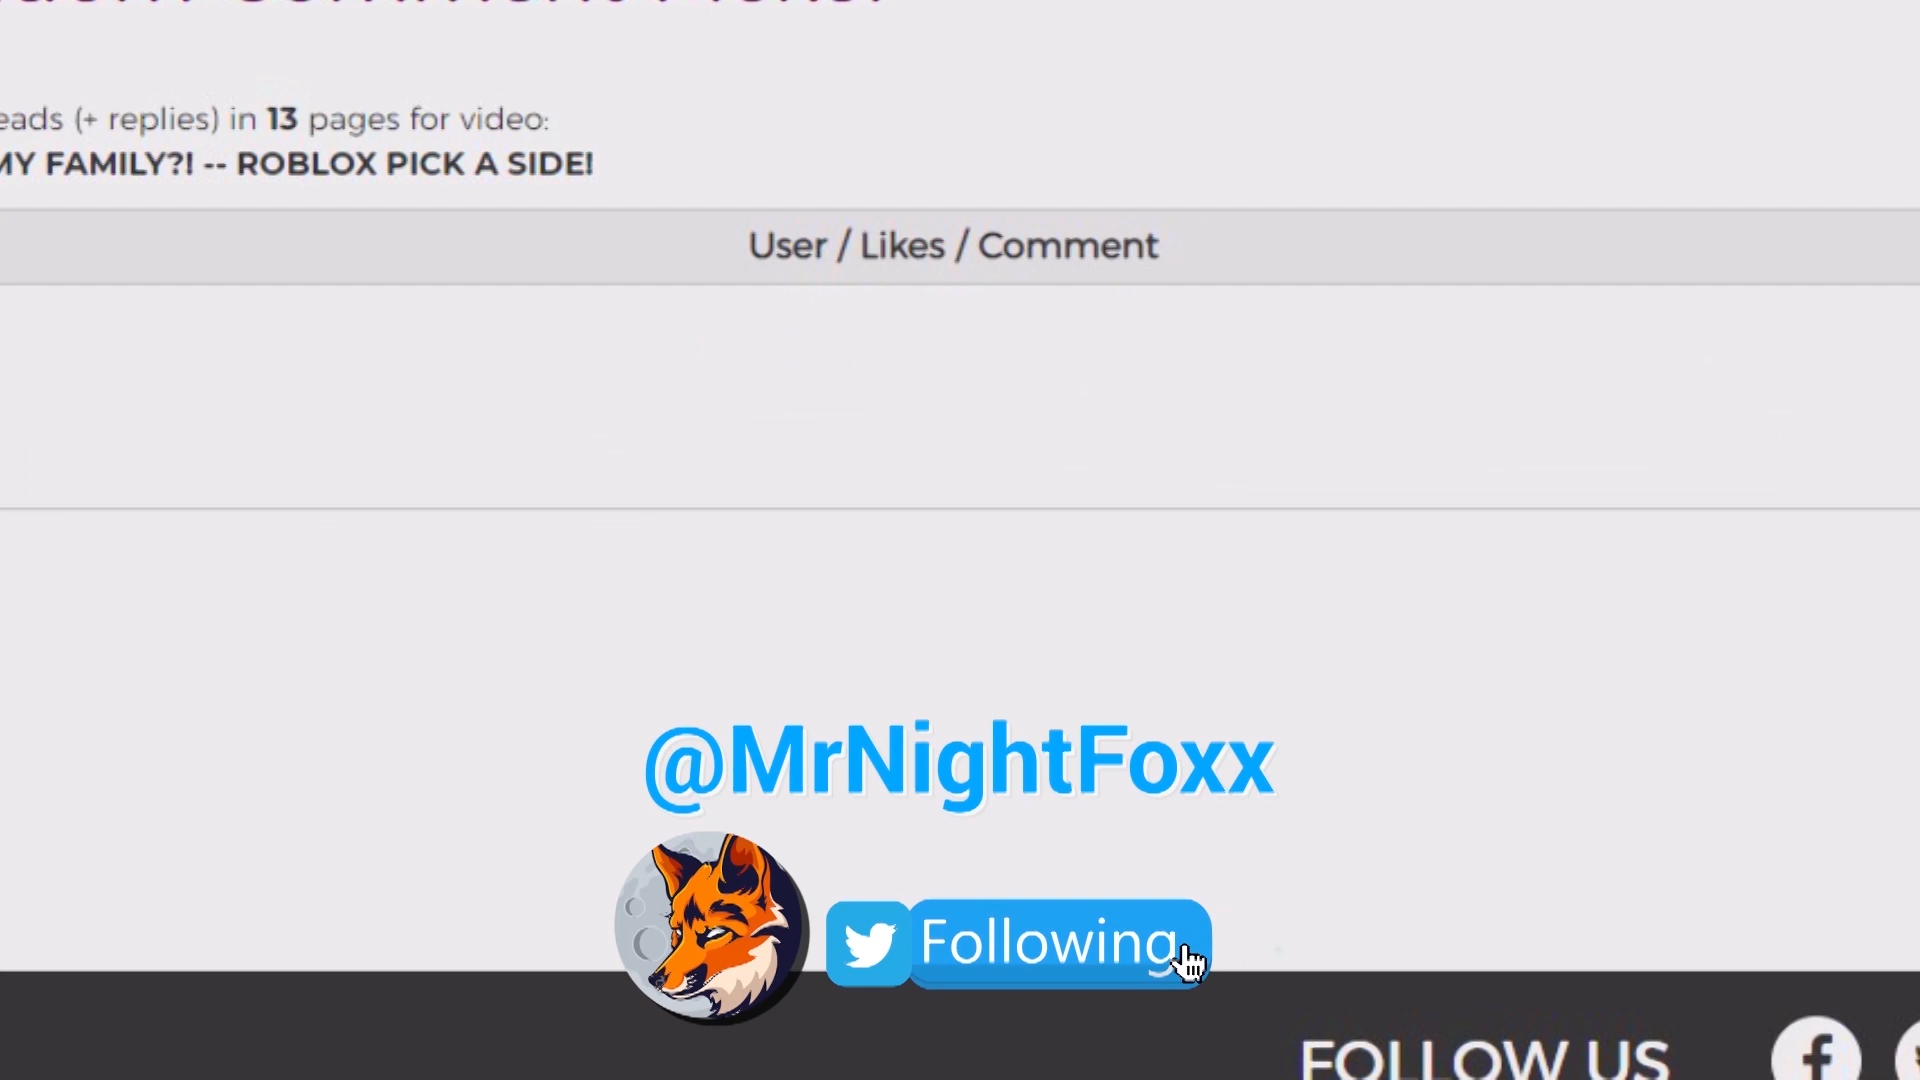 eads (+ replies) in 13 pages for video:
MY FAMILY?! -- ROBLOX PICK A SIDE!
User / Likes / Comment
@MrNightFoxx
Following
FOLLOW US